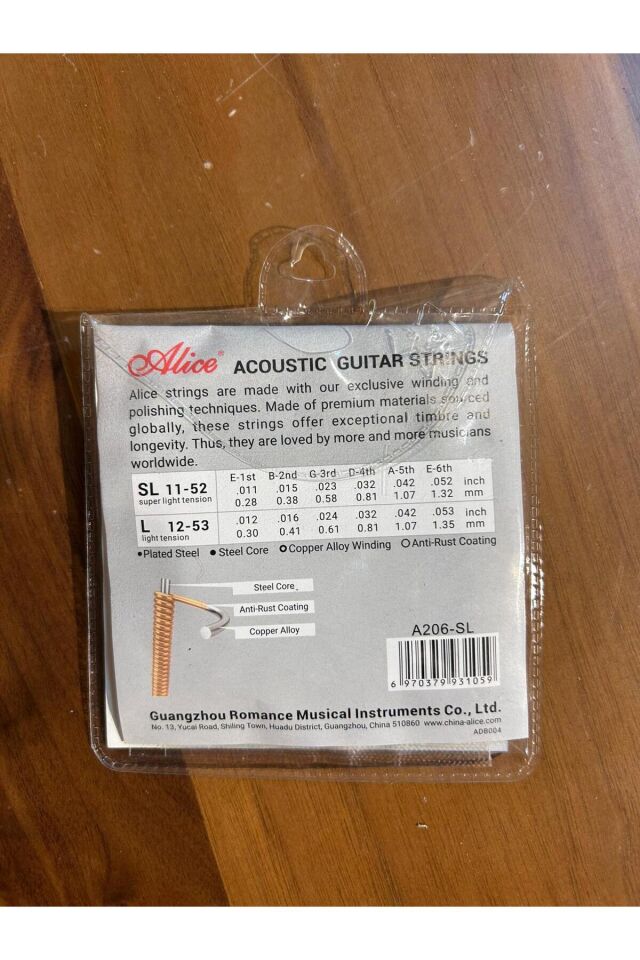 Alice® ACOUSTIC GUITAR STRINGS
Alice strings are made with our exclusive winding and
polishing techniques. Made of premium materials sourced
globally, these strings offer exceptional timbre and
longevity. Thus, they are loved by more and more musicians
worldwide.
E-1st B-2nd G-3rd D-4th A-5th E-6th
SL 11-52 .011 .015 .023 .032 .042 .052 inch
super light tension 0.28 0.38 0.58 0.81 1.07 1.32 mm
L 12-53 .012 .016 .024 .032 .042 .053 inch
light tension 0.30 0.41 0.61 0.81 1.07 1.35 mm
•Plated Steel ● Steel Core O Copper Alloy Winding O Anti-Rust Coating
Steel Core
Anti-Rust Coating
Copper Alloy
A206-SL
6 970379 931059
Guangzhou Romance Musical Instruments Co., Ltd.
No. 13, Yucai Road, Shiling Town, Huadu District, Guangzhou, China 510860 www.china-alice.com
ADB004